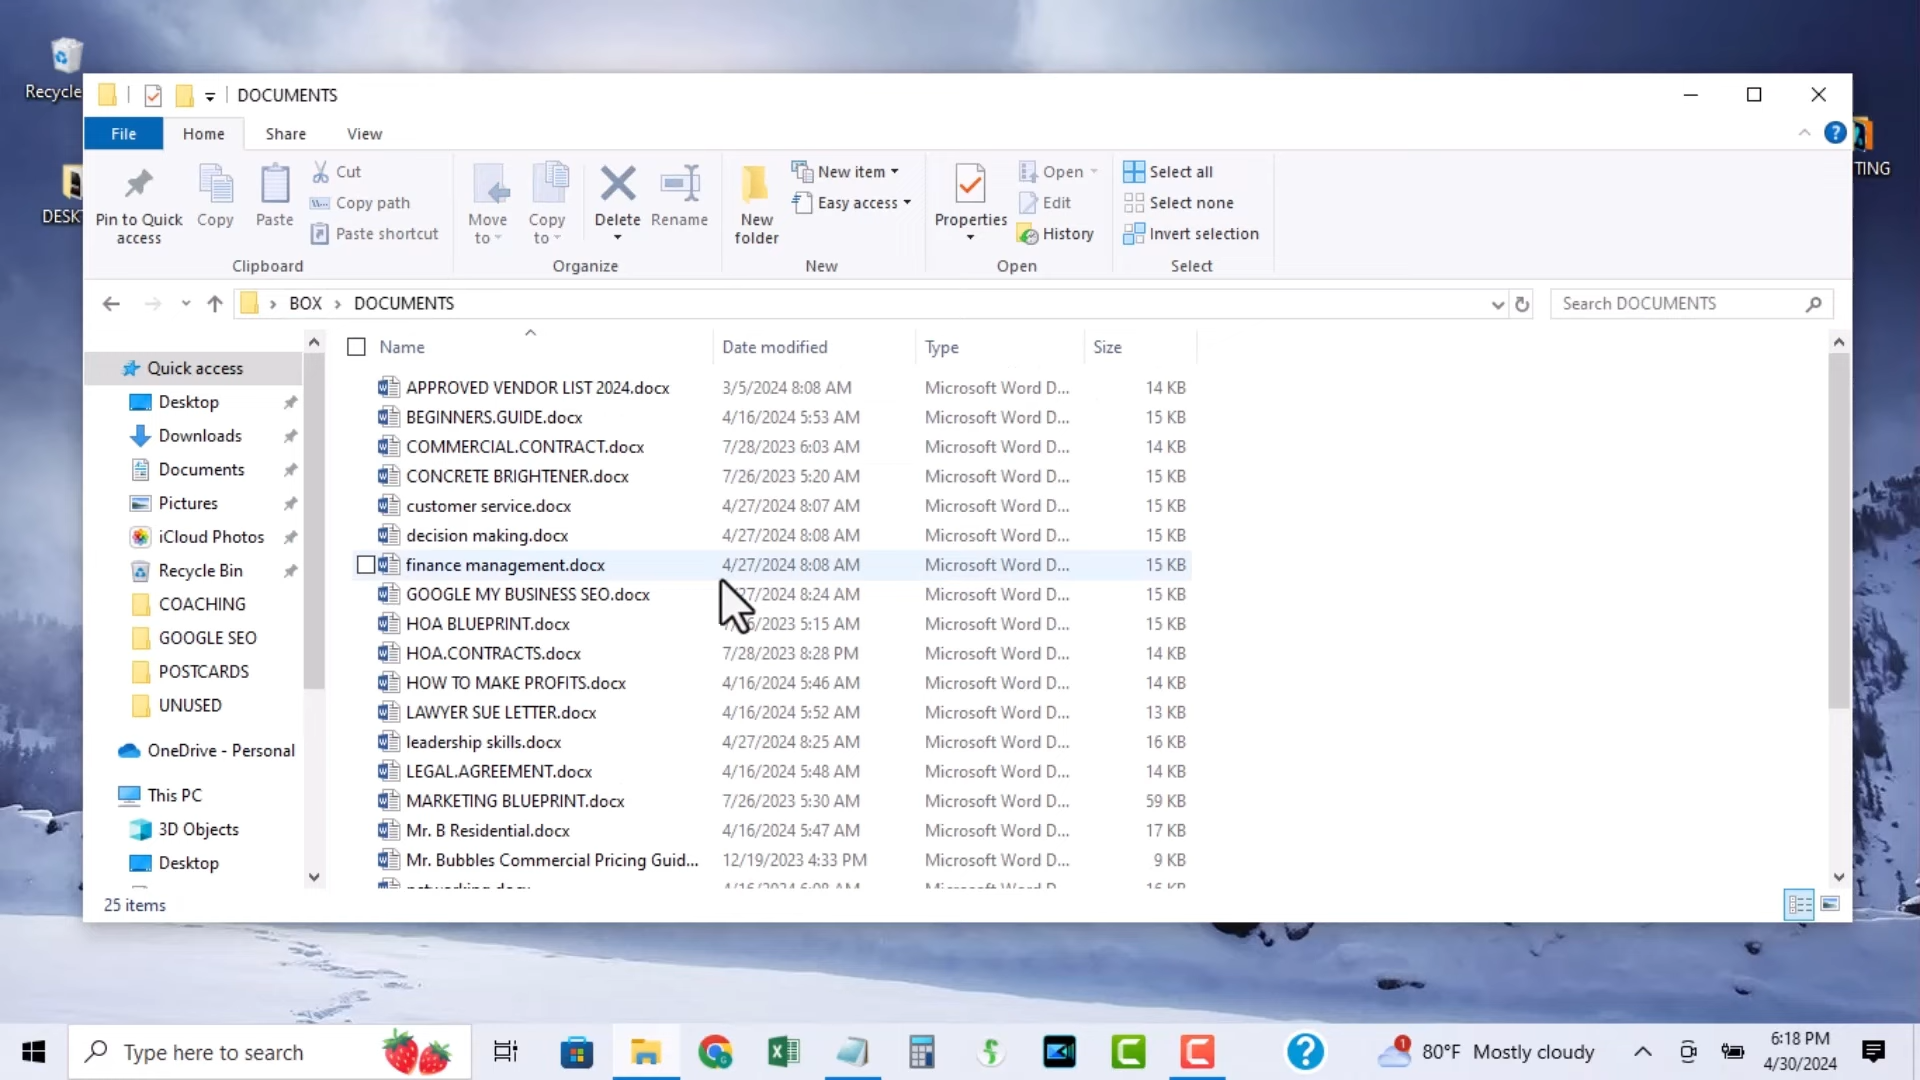 Recycle
DESK
TING
DOCUMENTS
File
Home
Share
View
Pin to Quick
access
Copy
Paste
Cut
Copy path
Paste shortcut
Clipboard
Move
to
Copy
to
Delete
Rename
Organize
New
folder
New item
Easy access
New
Properties
Open
Edit
History
Open
Select all
Select none
Invert selection
Select
BOX > DOCUMENTS
Search DOCUMENTS
Quick access
Desktop
Downloads
Documents
Pictures
iCloud Photos
Recycle Bin
COACHING
GOOGLE SEO
POSTCARDS
UNUSED
OneDrive - Personal
This PC
3D Objects
Desktop
Name Date modified Type Size
APPROVED VENDOR LIST 2024.docx 3/5/2024 8:08 AM Microsoft Word D... 14 KB
BEGINNERS.GUIDE.docx 4/16/2024 5:53 AM Microsoft Word D... 15 KB
COMMERCIAL.CONTRACT.docx 7/28/2023 6:03 AM Microsoft Word D... 14 KB
CONCRETE BRIGHTENER.docx 7/26/2023 5:20 AM Microsoft Word D... 15 KB
customer service.docx 4/27/2024 8:07 AM Microsoft Word D... 15 KB
decision making.docx 4/27/2024 8:08 AM Microsoft Word D... 15 KB
finance management.docx 4/27/2024 8:08 AM Microsoft Word D... 15 KB
GOOGLE MY BUSINESS SEO.docx 27/2024 8:24 AM Microsoft Word D... 15 KB
HOA BLUEPRINT.docx 6/2023 5:15 AM Microsoft Word D... 15 KB
HOA.CONTRACTS.docx 7/28/2023 8:28 PM Microsoft Word D... 14 KB
HOW TO MAKE PROFITS.docx 4/16/2024 5:46 AM Microsoft Word D... 14 KB
LAWYER SUE LETTER.docx 4/16/2024 5:52 AM Microsoft Word D... 13 KB
leadership skills.docx 4/27/2024 8:25 AM Microsoft Word D... 16 KB
LEGAL.AGREEMENT.docx 4/16/2024 5:48 AM Microsoft Word D... 14 KB
MARKETING BLUEPRINT.docx 7/26/2023 5:30 AM Microsoft Word D... 59 KB
Mr. B Residential.docx 4/16/2024 5:47 AM Microsoft Word D... 17 KB
Mr. Bubbles Commercial Pricing Guid... 12/19/2023 4:33 PM Microsoft Word D... 9 KB
25 items
Type here to search
1
80°F Mostly cloudy
6:18 PM
4/30/2024